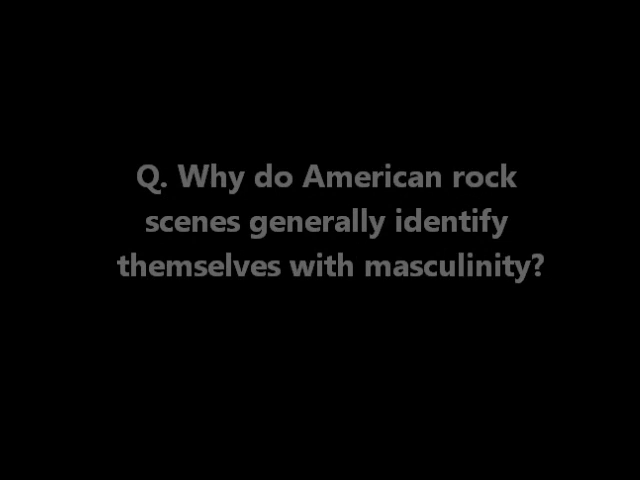 Q. Why do American rock
scenes generally identify
themselves with masculinity?